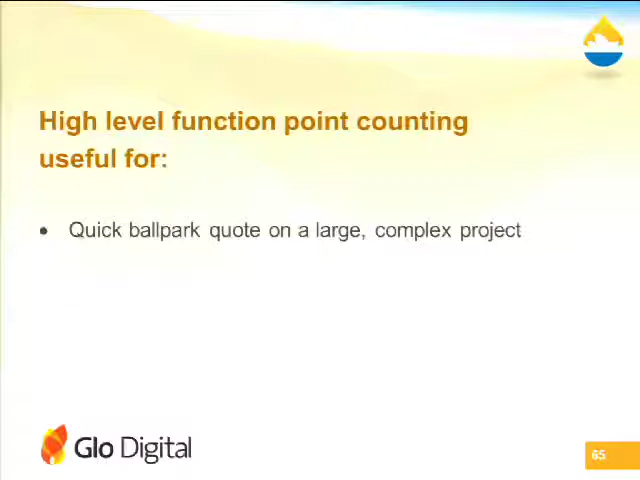 High level function point counting
useful for:
• Quick ballpark quote on a large, complex project
Glo Digital
65